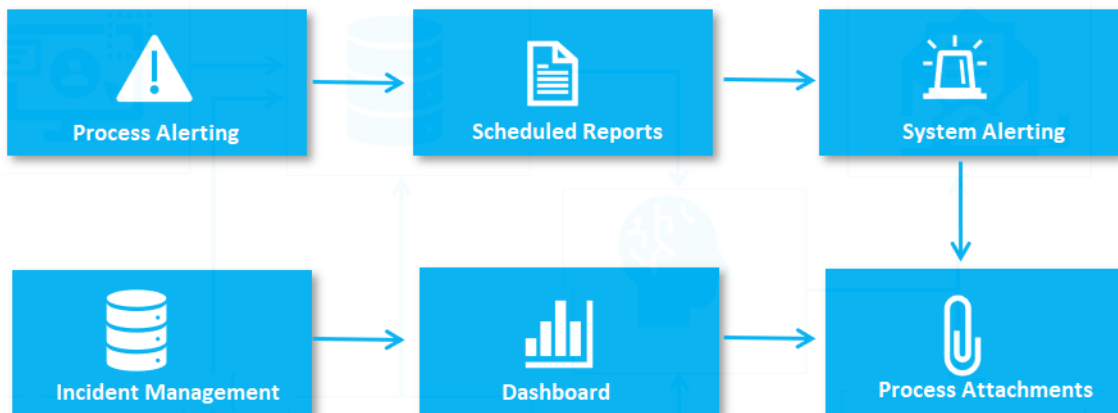 Process Alerting
Scheduled Reports
System Alerting
Incident Management
Dashboard
Process Attachments